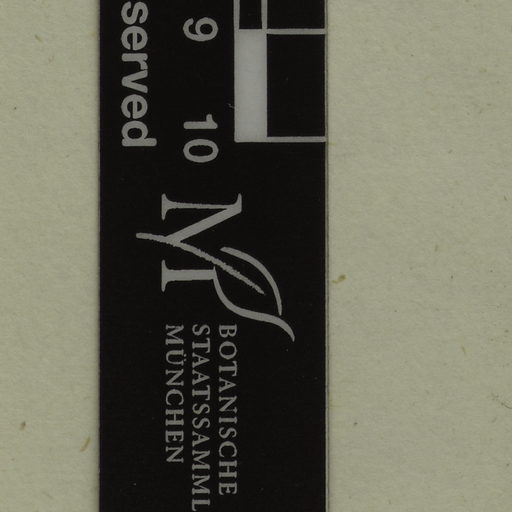 served
9 10
BOTANISCHE
STAATSSAMML
MÜNCHEN